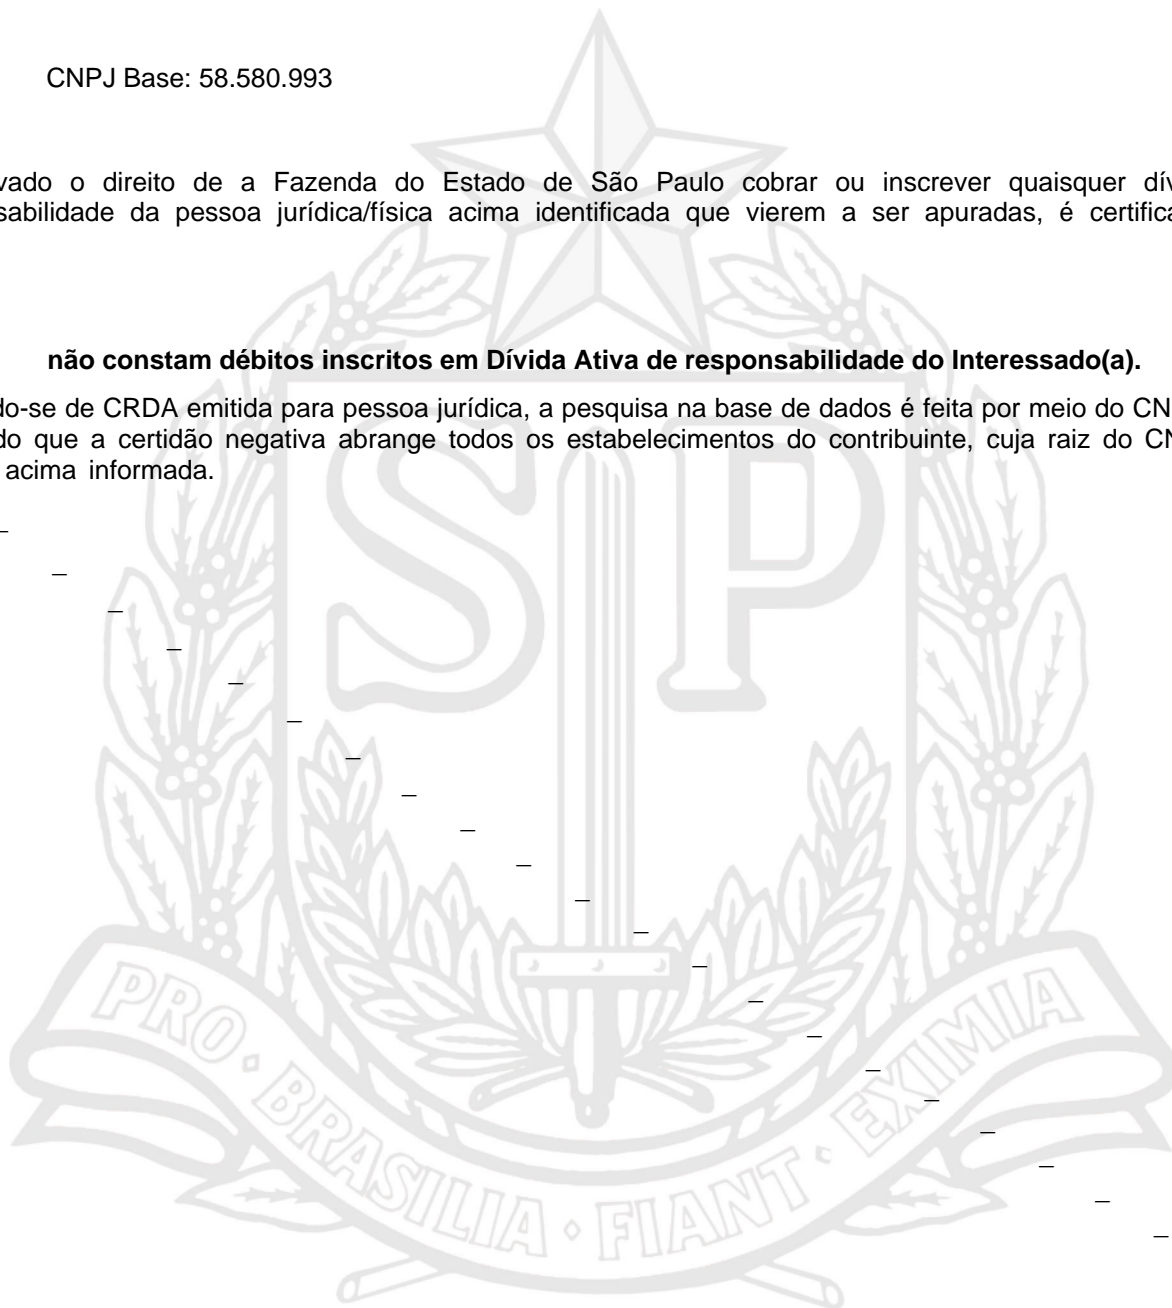 CNPJ Base: 58.580.993
vado o direito de a Fazenda do Estado de São Paulo cobrar ou inscrever quaisquer dív
sabilidade da pessoa jurídica/física acima identificada que vierem a ser apuradas, é certifica
não constam débitos inscritos em Dívida Ativa de responsabilidade do Interessado(a).
do-se de CRDA emitida para pessoa jurídica, a pesquisa na base de dados é feita por meio do CN
do que a certidão negativa abrange todos os estabelecimentos do contribuinte, cuja raiz do CN
acima informada.
SP
PRO • BRASILIA • FIANT • EXIMIA